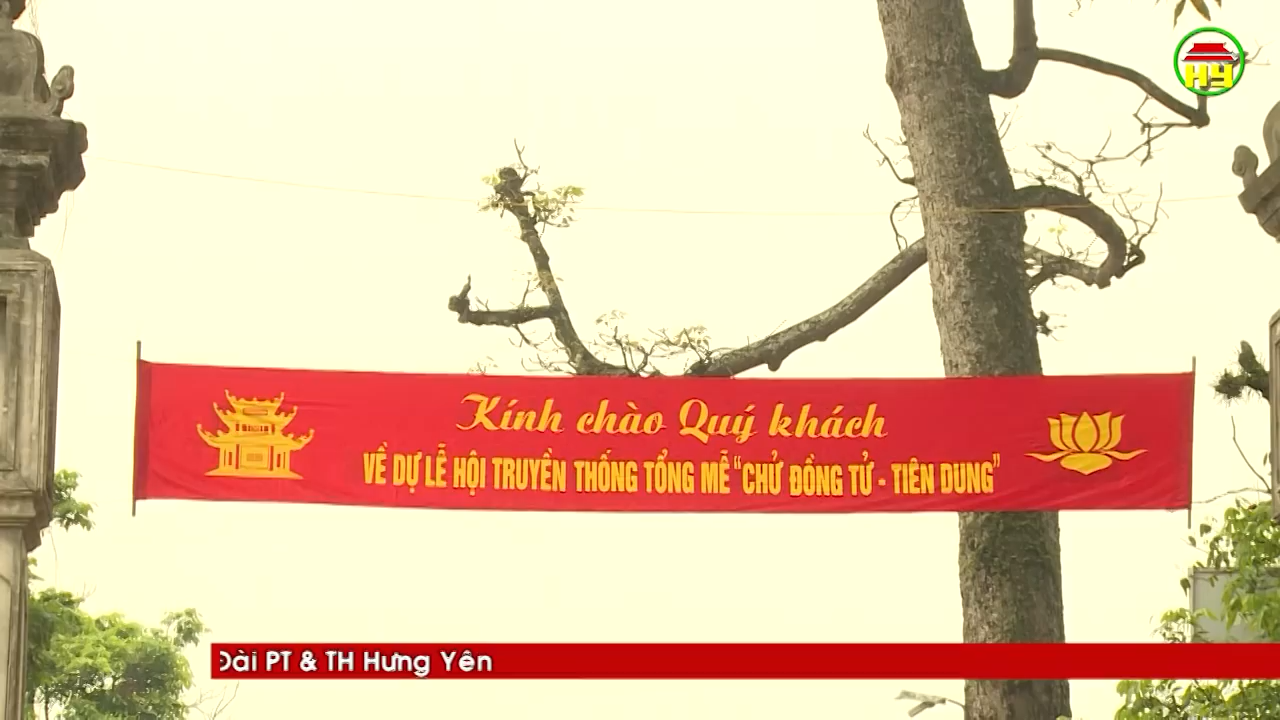 HY
Kính chào Quý khách
VỀ DỰ LỄ HỘI TRUYỀN THỐNG TỔNG MỄ "CHỬ ĐỒNG TỬ - TIÊN DUNG"
Đài PT & TH Hưng Yên